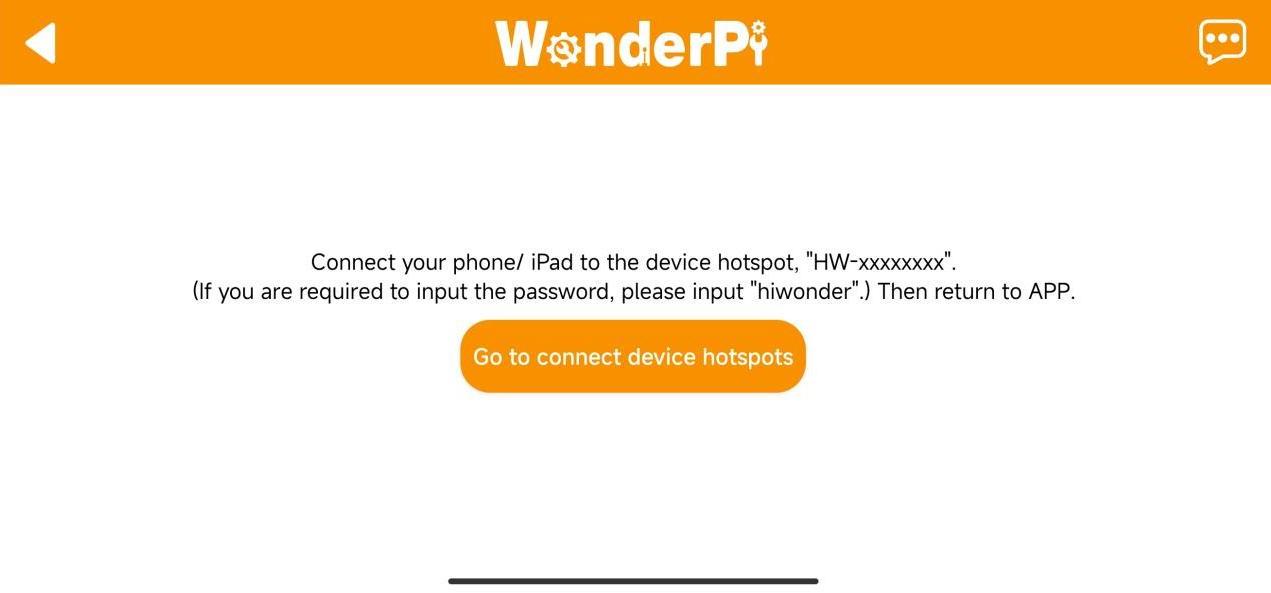 WonderPi
Connect your phone/ iPad to the device hotspot, "HW-xxxxxxxx".
(If you are required to input the password, please input "hiwonder".) Then return to APP.
Go to connect device hotspots